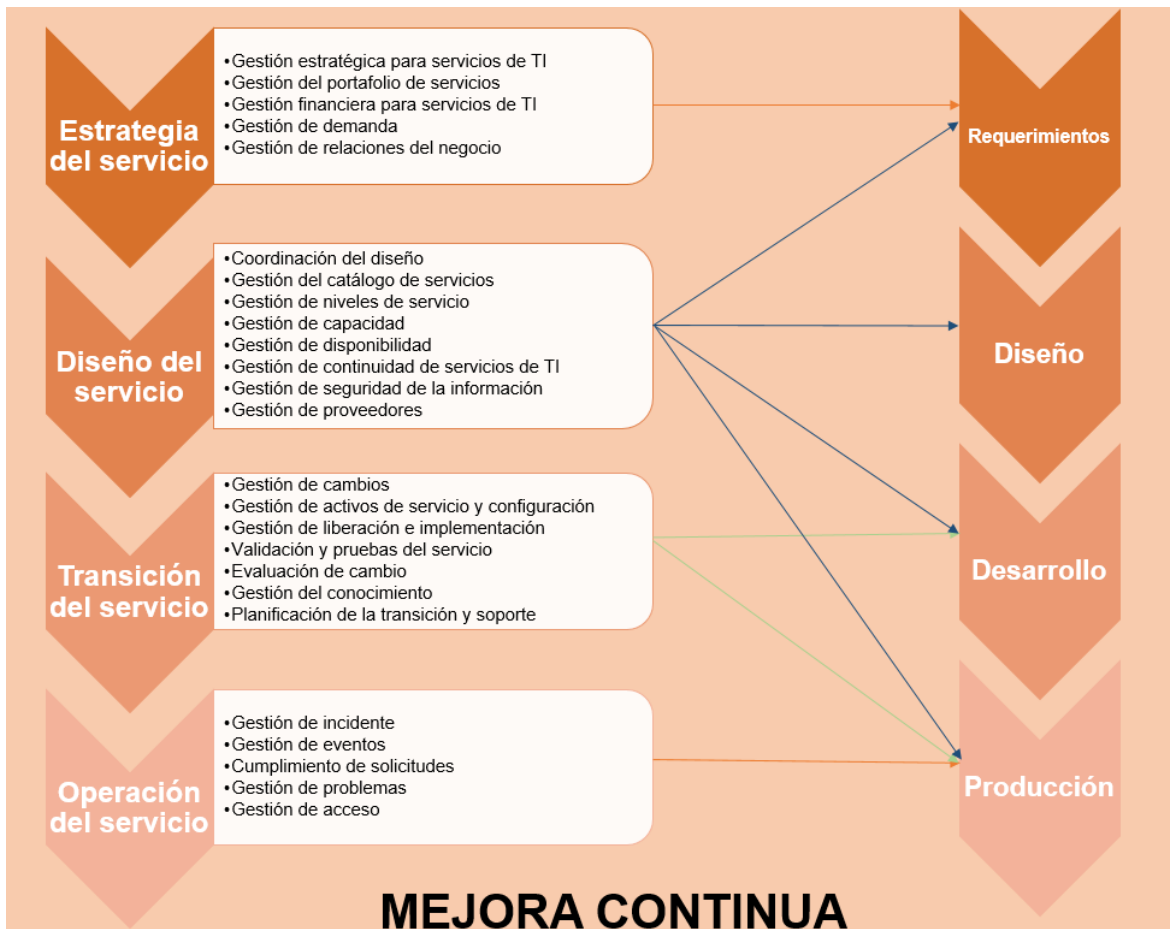 Estrategia
del servicio
•Gestión estratégica para servicios de TI
•Gestión del portafolio de servicios
•Gestión financiera para servicios de TI
•Gestión de demanda
•Gestión de relaciones del negocio
Requerimientos
Diseño del
servicio
•Coordinación del diseño
•Gestión del catálogo de servicios
•Gestión de niveles de servicio
•Gestión de capacidad
•Gestión de disponibilidad
•Gestión de continuidad de servicios de TI
•Gestión de seguridad de la información
•Gestión de proveedores
Diseño
Transición
del servicio
•Gestión de cambios
•Gestión de activos de servicio y configuración
•Gestión de liberación e implementación
•Validación y pruebas del servicio
•Evaluación de cambio
•Gestión del conocimiento
•Planificación de la transición y soporte
Desarrollo
Operación
del servicio
•Gestión de incidente
•Gestión de eventos
•Cumplimiento de solicitudes
•Gestión de problemas
•Gestión de acceso
Producción
MEJORA CONTINUA